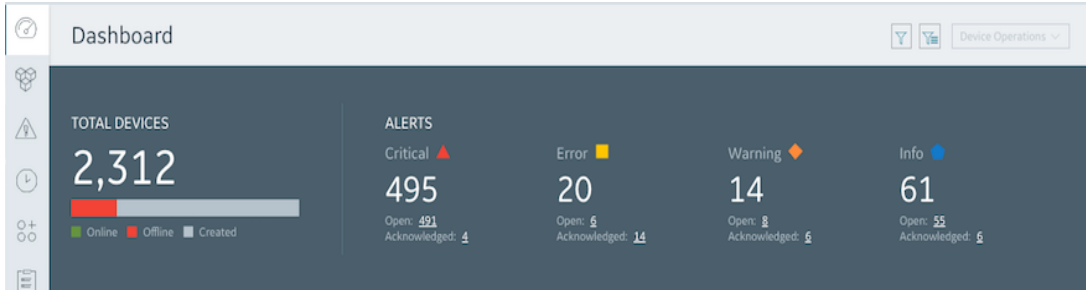 Dashboard
Device Operations
TOTAL DEVICES
2,312
Online Offline Created
ALERTS
Critical
495
Open: 491
Acknowledged: 4
Error
20
Open: 6
Acknowledged: 14
Warning
14
Open: 8
Acknowledged: 6
Info
61
Open: 55
Acknowledged: 6